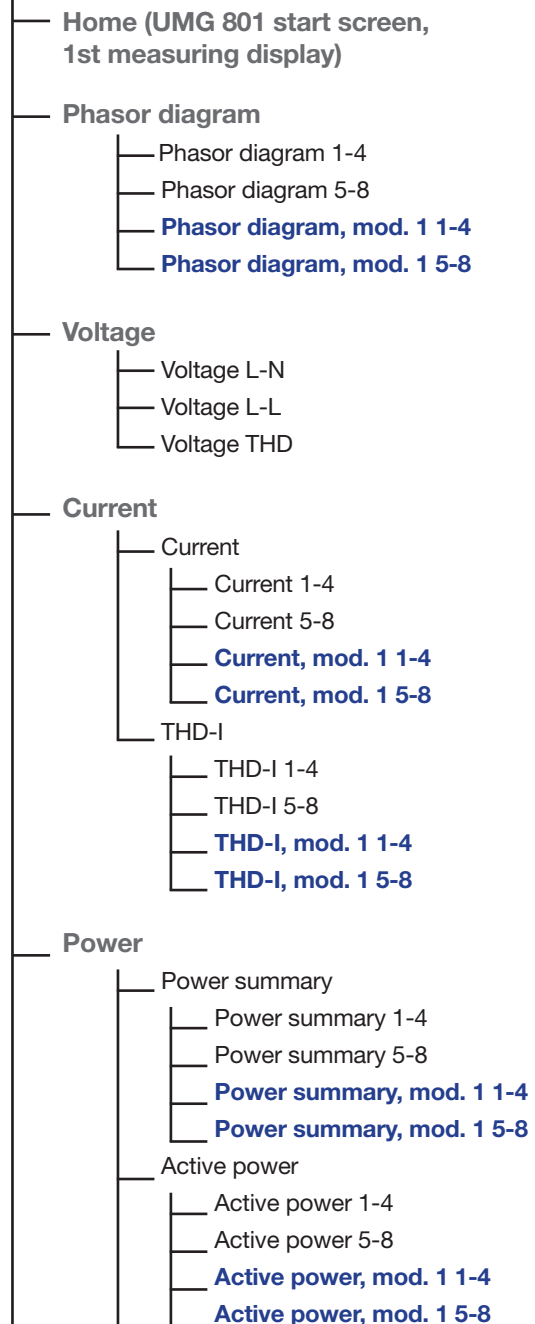 Home (UMG 801 start screen,
1st measuring display)
Phasor diagram
Phasor diagram 1-4
Phasor diagram 5-8
Phasor diagram, mod. 1 1-4
Phasor diagram, mod. 1 5-8
Voltage
Voltage L-N
Voltage L-L
Voltage THD
Current
Current
Current 1-4
Current 5-8
Current, mod. 1 1-4
Current, mod. 1 5-8
THD-I
THD-I 1-4
THD-I 5-8
THD-I, mod. 1 1-4
THD-I, mod. 1 5-8
Power
Power summary
Power summary 1-4
Power summary 5-8
Power summary, mod. 1 1-4
Power summary, mod. 1 5-8
Active power
Active power 1-4
Active power 5-8
Active power, mod. 1 1-4
Active power, mod. 1 5-8